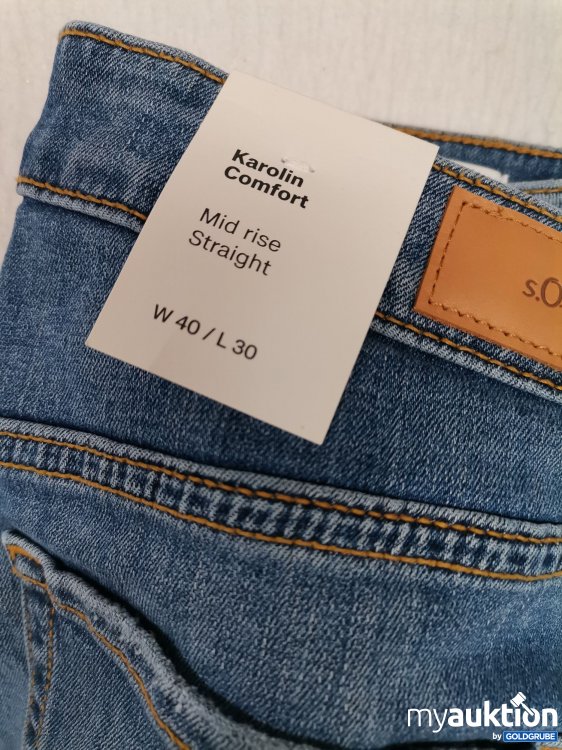 Karolin
Comfort
Mid rise
Straight
W 40 / L 30
s.O
myauktion
by GOLDGRUBE